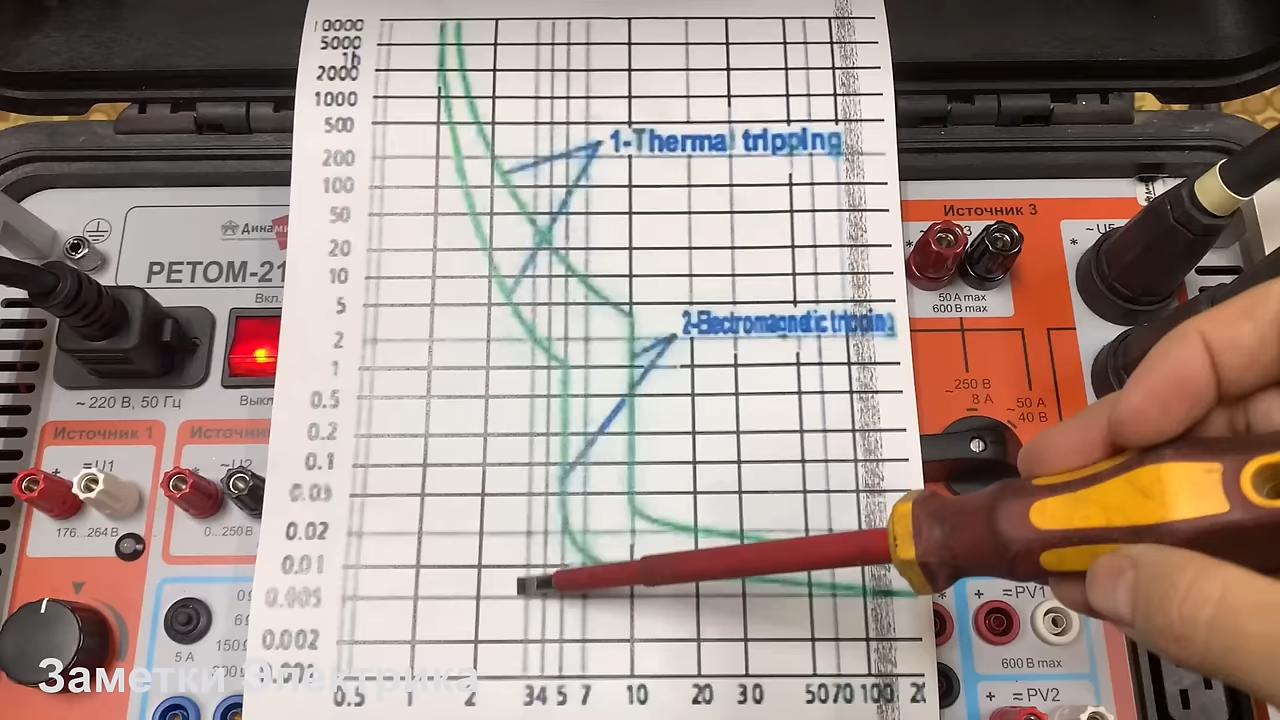 10000
5000
1h
2000
1000
500
200
100
50
20
10
5
2
1
0.5
0.2
0.1
0.02
0.01
0.005
0.002
1-Thermal tripping
2-Electromagnetic tripping
0.5 1 2 3 4 5 7 10 20 30 50 70 100
РЕТОМ-21
Вкл.
Выкл
~ 220 В, 50 Гц
Источник 1
+ =U1
176...264 В
~U2
0...250 В
5 А
150
Источник 3
*
50 A max
600 В max
~250 В
8 А
~50 А
40 В
+ ≂PV1
600 В max
+ ≂PV2
Заметки Электрика